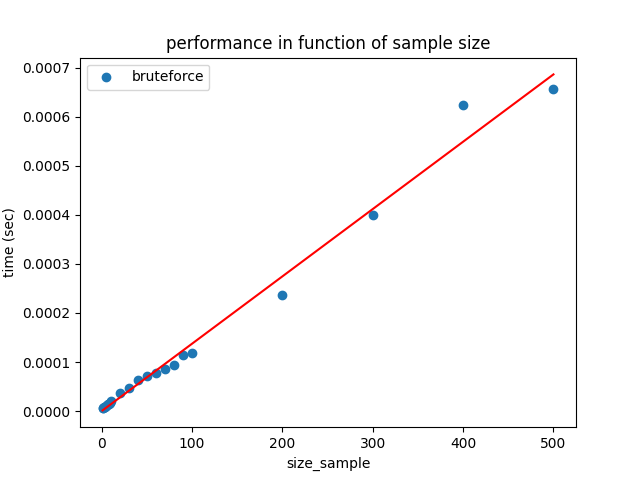 performance in function of sample size
bruteforce
0.0007
0.0006
0.0005
0.0004
0.0003
0.0002
0.0001
0.0000
time (sec)
0 100 200 300 400 500
size_sample